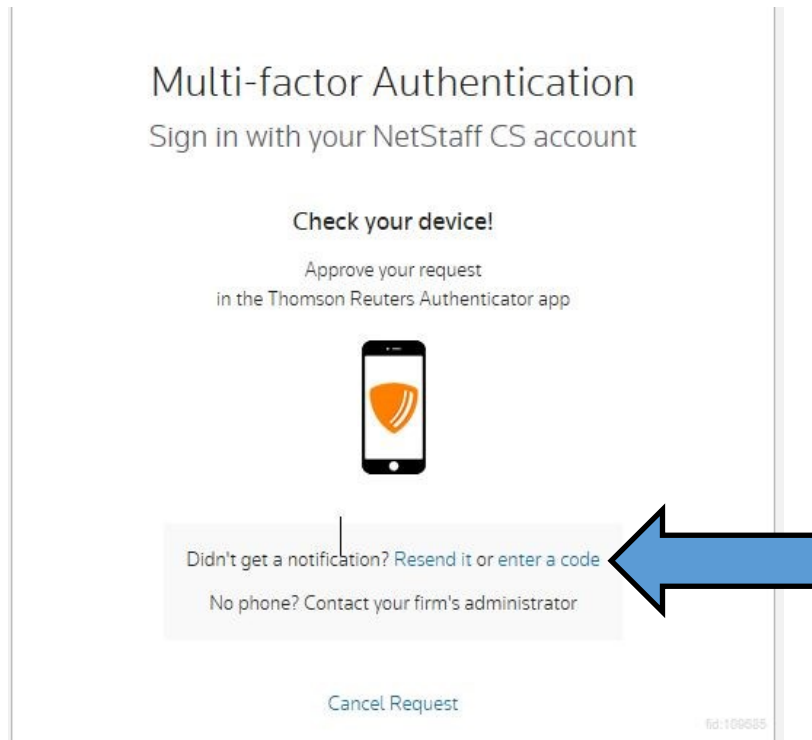 Multi-factor Authentication
Sign in with your NetStaff CS account
Check your device!
Approve your request
in the Thomson Reuters Authenticator app
Didn't get a notification? Resend it or enter a code
No phone? Contact your firm's administrator
Cancel Request
fid:109585